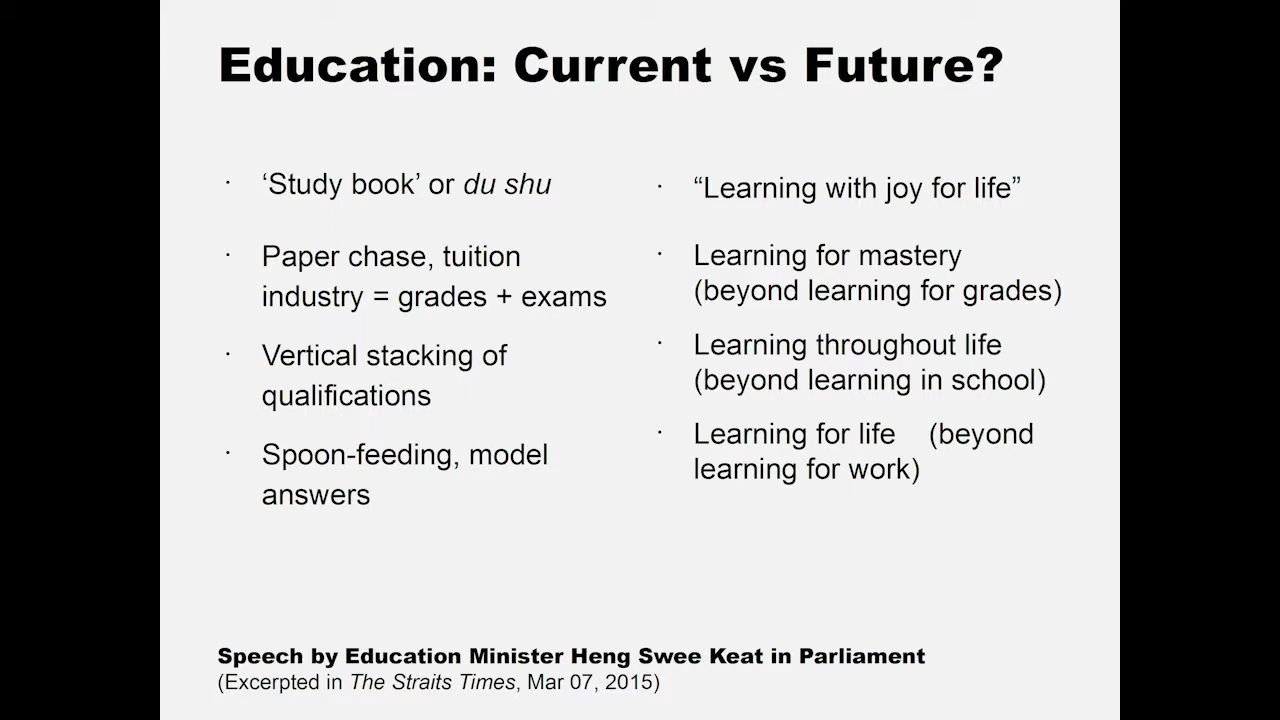 Education: Current vs Future?
· ‘Study book’ or du shu
· Paper chase, tuition
industry = grades + exams
· Vertical stacking of
qualifications
· Spoon-feeding, model
answers
· “Learning with joy for life”
· Learning for mastery
(beyond learning for grades)
· Learning throughout life
(beyond learning in school)
· Learning for life (beyond
learning for work)
Speech by Education Minister Heng Swee Keat in Parliament
(Excerpted in The Straits Times, Mar 07, 2015)